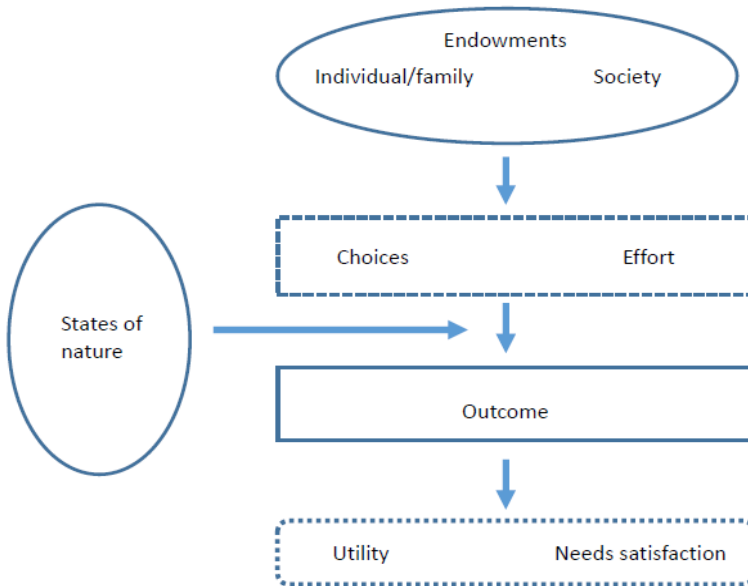 Endowments
Individual/family Society
Choices Effort
States of
nature
Outcome
Utility Needs satisfaction